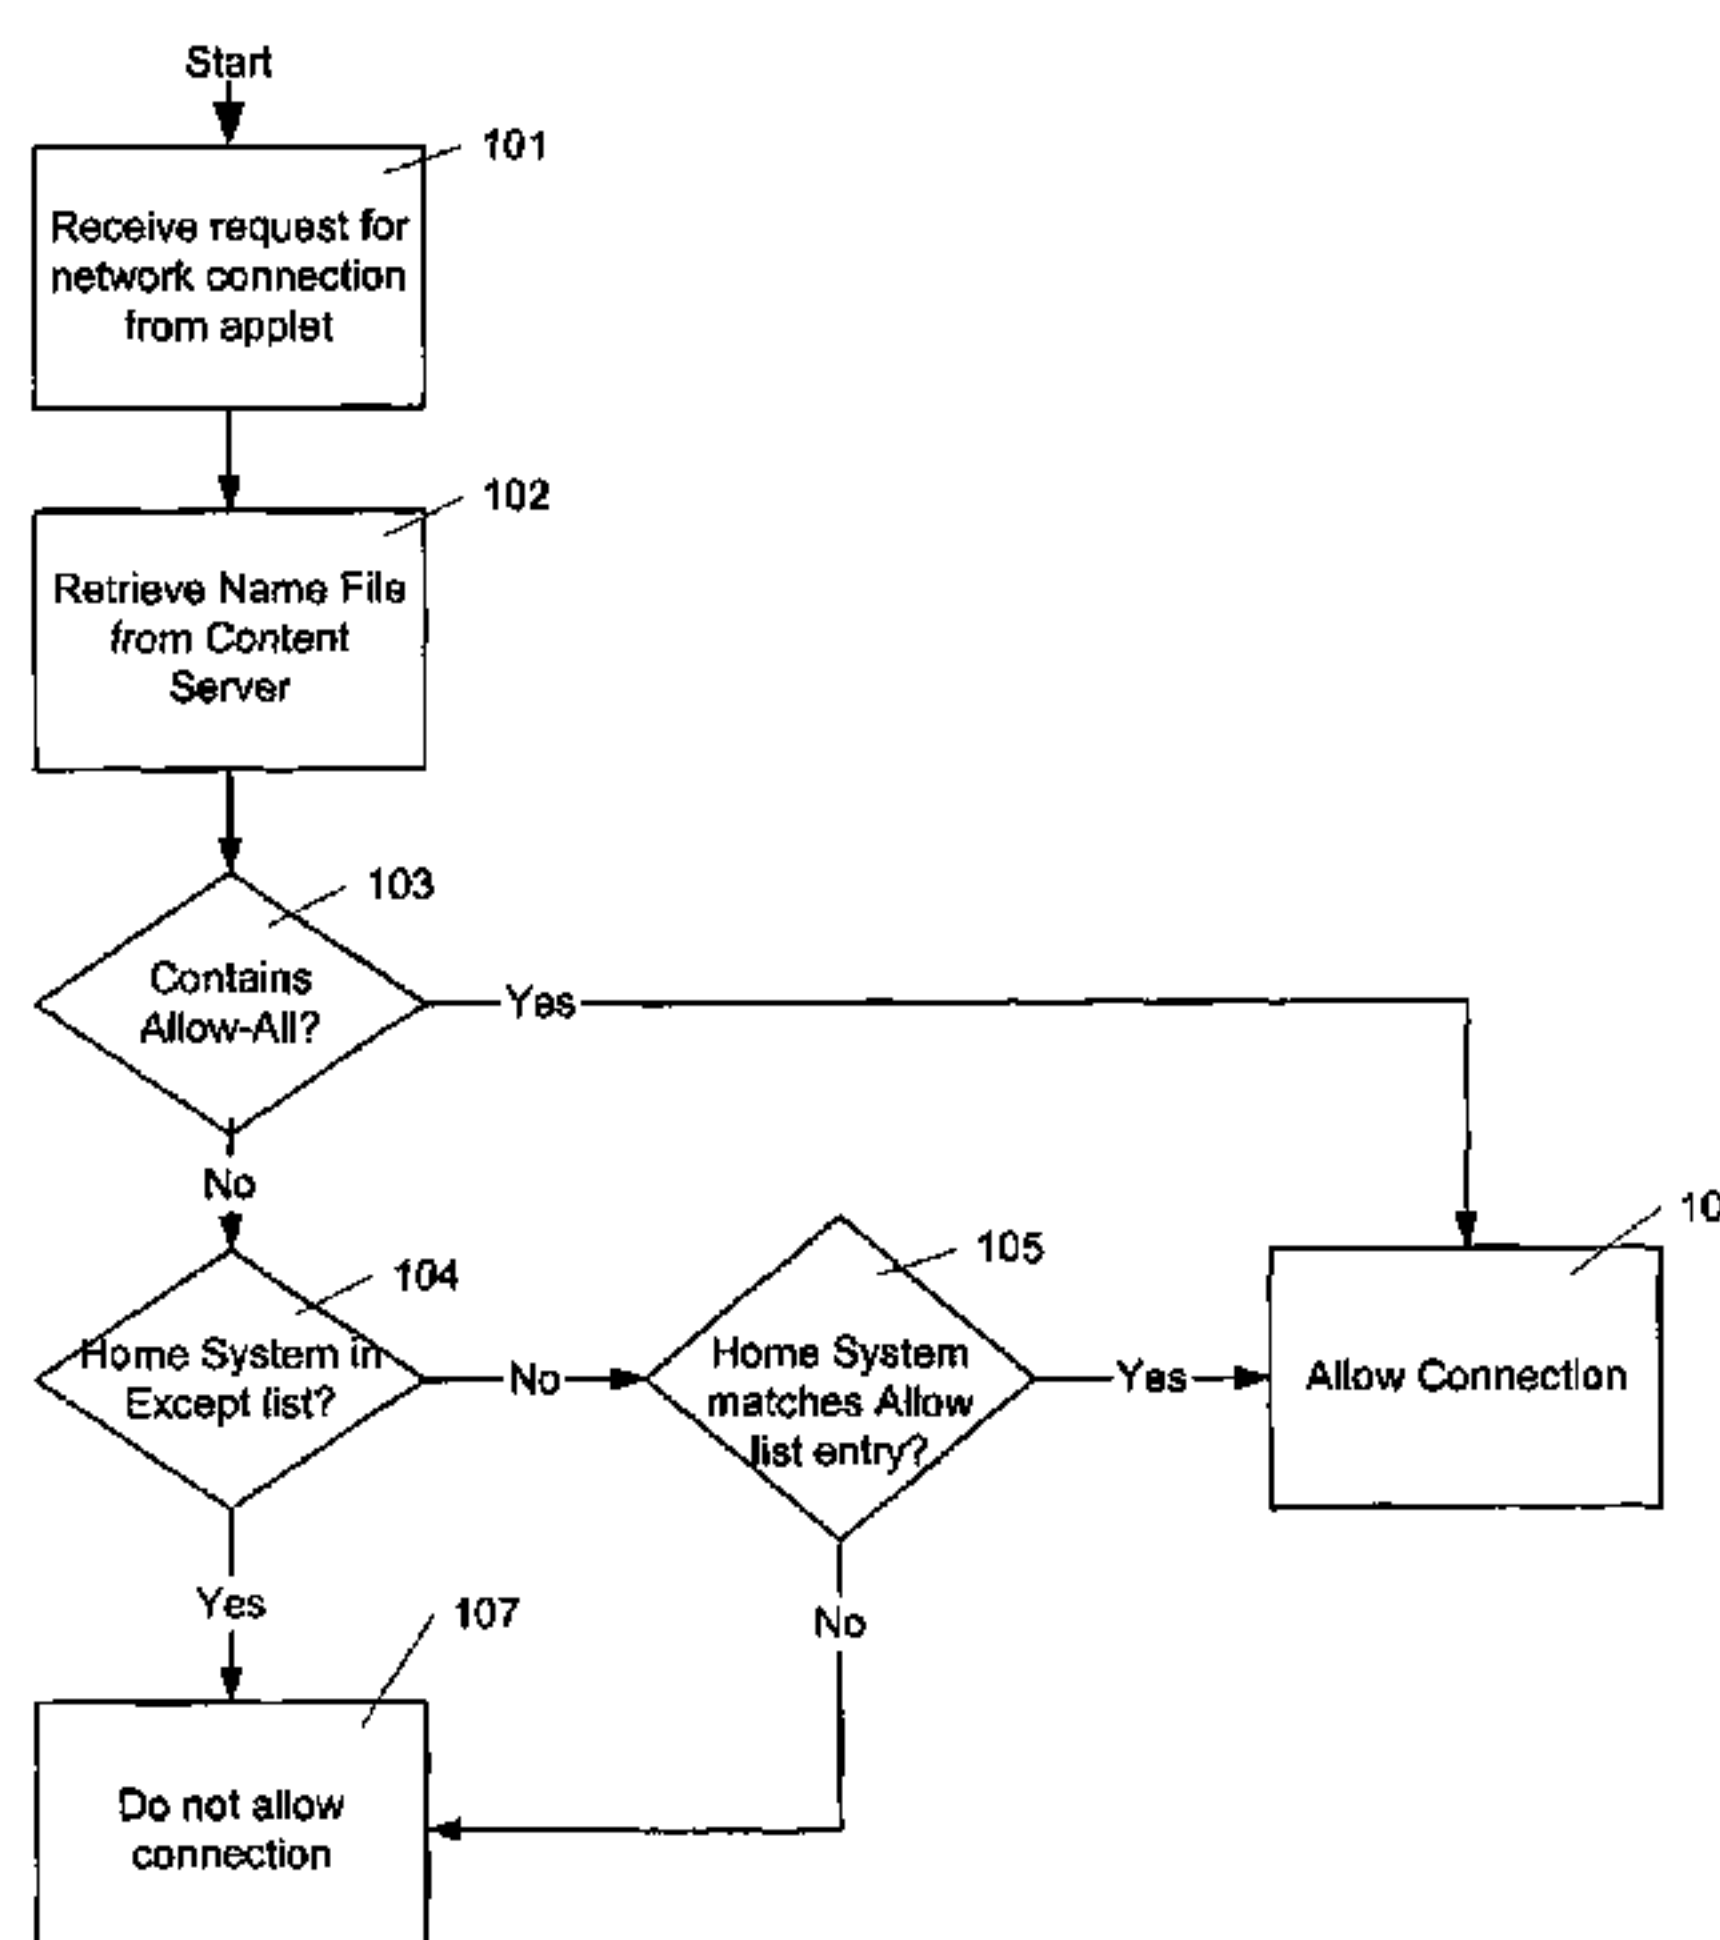 Start
101
Receive request for
network connection
from applet
102
Retrieve Name File
from Content
Server
103
Contains
Allow-All?
Yes
No
104
Home System in
Except list?
No
105
Home System
matches Allow
list entry?
Yes
10
Allow Connection
Yes
No
107
Do not allow
connection